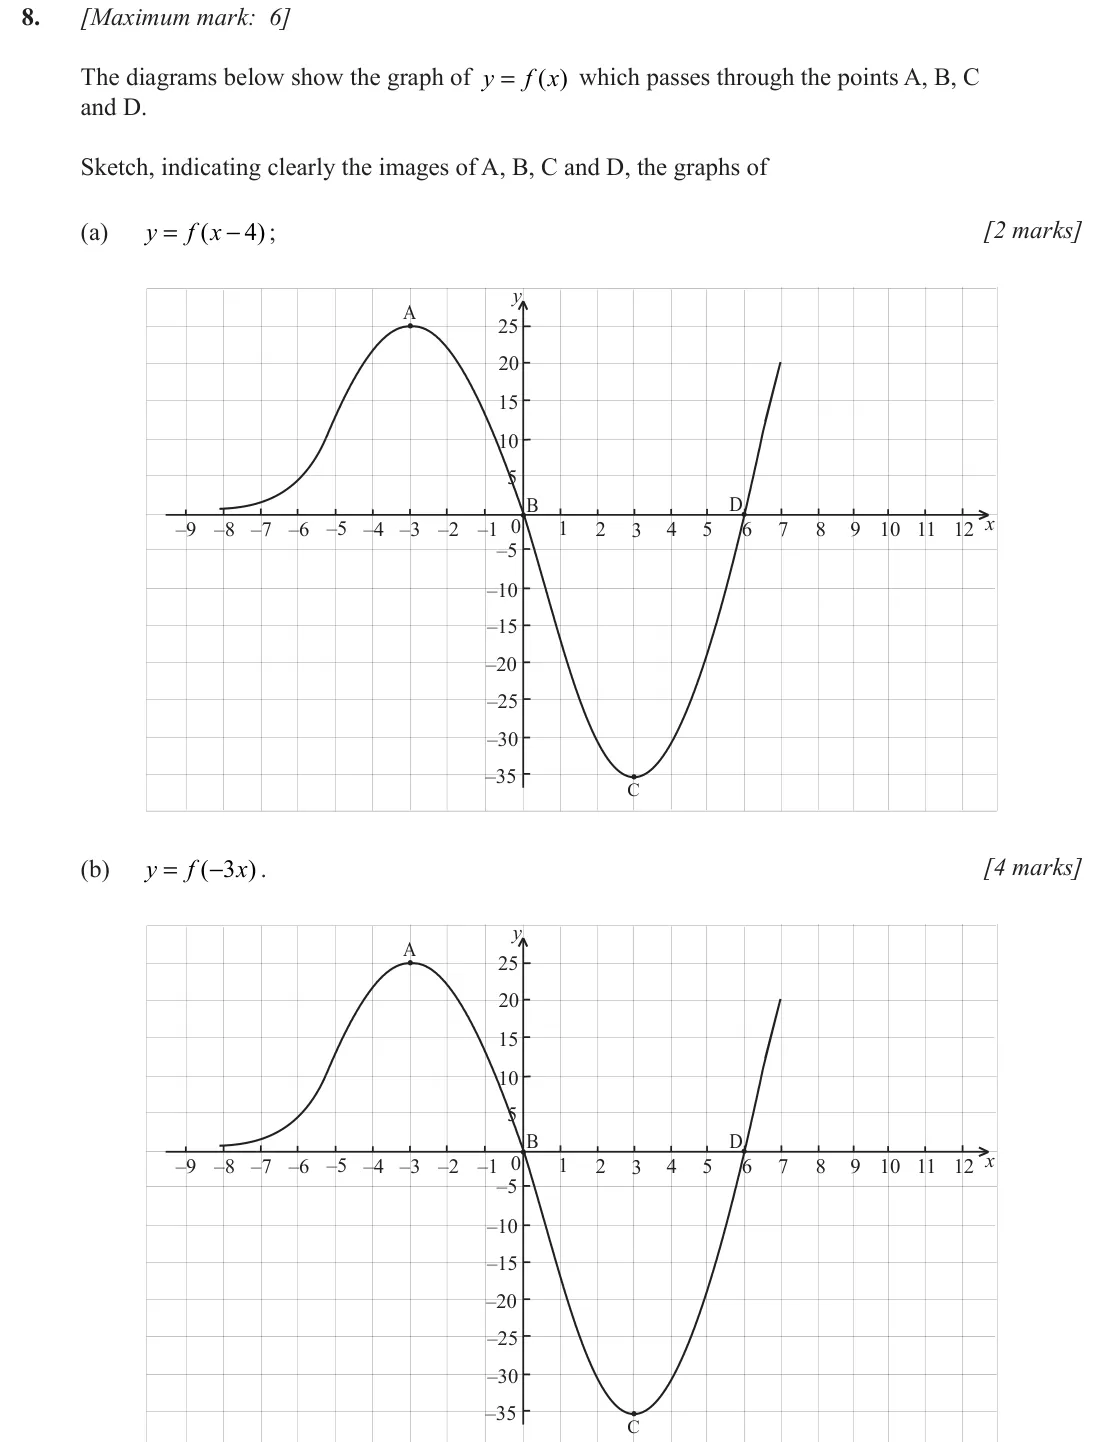 8. [Maximum mark: 6]
The diagrams below show the graph of y = f(x) which passes through the points A, B, C
and D.
Sketch, indicating clearly the images of A, B, C and D, the graphs of
(a) y = f(x − 4); [2 marks]
y
A
25
20
15
10
5
B D
−9 −8 −7 −6 −5 −4 −3 −2 −1 0 1 2 3 4 5 6 7 8 9 10 11 12 x
−5
−10
−15
−20
−25
−30
−35
C
(b) y = f(−3x). [4 marks]
y
A
25
20
15
10
5
B D
−9 −8 −7 −6 −5 −4 −3 −2 −1 0 1 2 3 4 5 6 7 8 9 10 11 12 x
−5
−10
−15
−20
−25
−30
−35
C